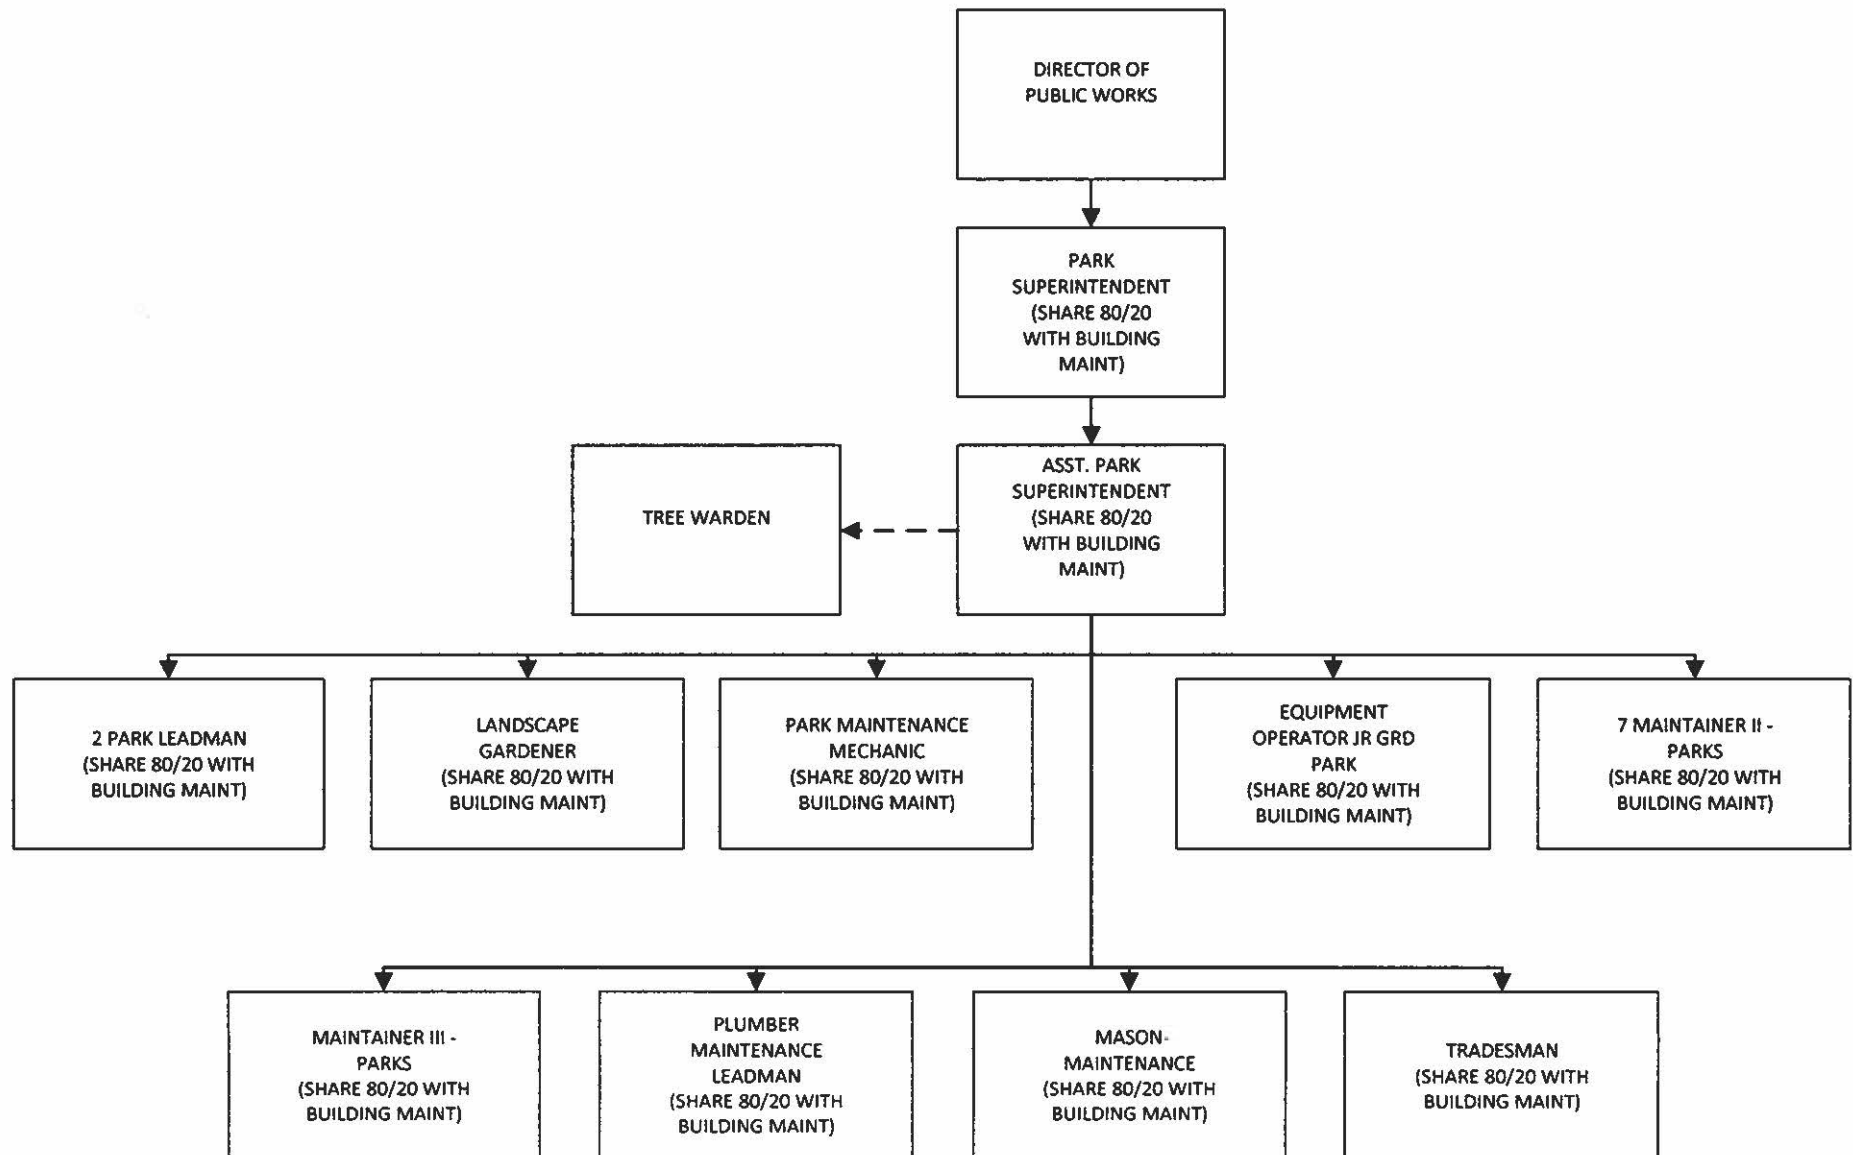 DIRECTOR OF
PUBLIC WORKS
PARK
SUPERINTENDENT
(SHARE 80/20
WITH BUILDING
MAINT)
TREE WARDEN
ASST. PARK
SUPERINTENDENT
(SHARE 80/20
WITH BUILDING
MAINT)
2 PARK LEADMAN
(SHARE 80/20 WITH
BUILDING MAINT)
LANDSCAPE
GARDENER
(SHARE 80/20 WITH
BUILDING MAINT)
PARK MAINTENANCE
MECHANIC
(SHARE 80/20 WITH
BUILDING MAINT)
EQUIPMENT
OPERATOR JR GRD
PARK
(SHARE 80/20 WITH
BUILDING MAINT)
7 MAINTAINER II -
PARKS
(SHARE 80/20 WITH
BUILDING MAINT)
MAINTAINER III -
PARKS
(SHARE 80/20 WITH
BUILDING MAINT)
PLUMBER
MAINTENANCE
LEADMAN
(SHARE 80/20 WITH
BUILDING MAINT)
MASON-
MAINTENANCE
(SHARE 80/20 WITH
BUILDING MAINT)
TRADESMAN
(SHARE 80/20 WITH
BUILDING MAINT)